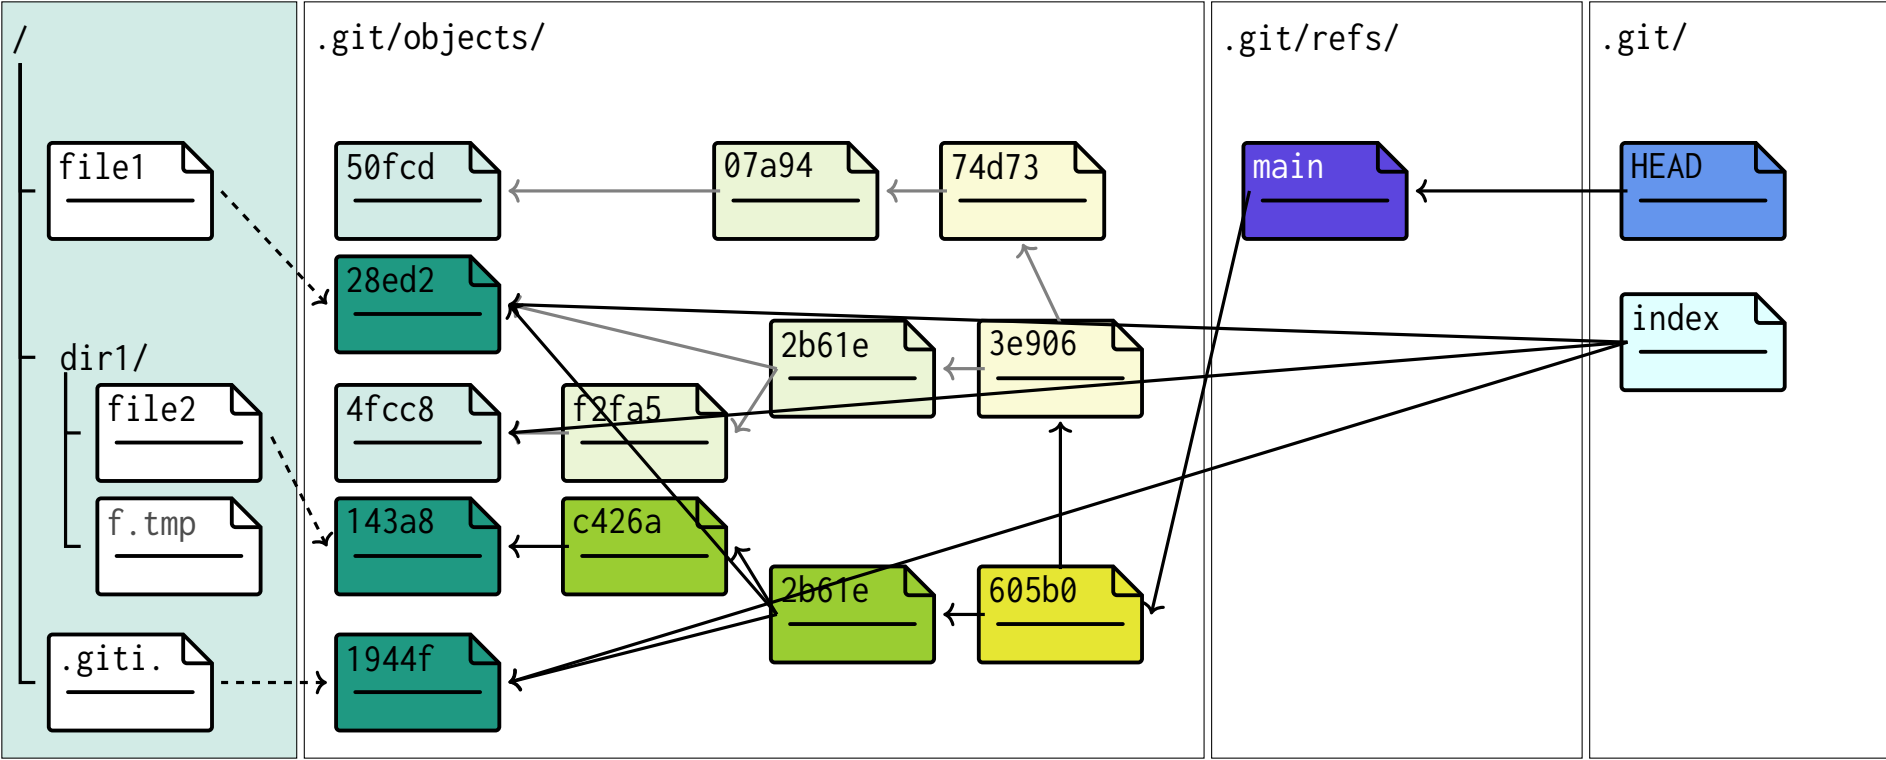 /
.git/objects/
.git/refs/
.git/
file1
50fcd
07a94
74d73
main
HEAD
28ed2
index
dir1/
2b61e
3e906
file2
4fcc8
f2fa5
f.tmp
143a8
c426a
2b61e
605b0
.giti.
1944f